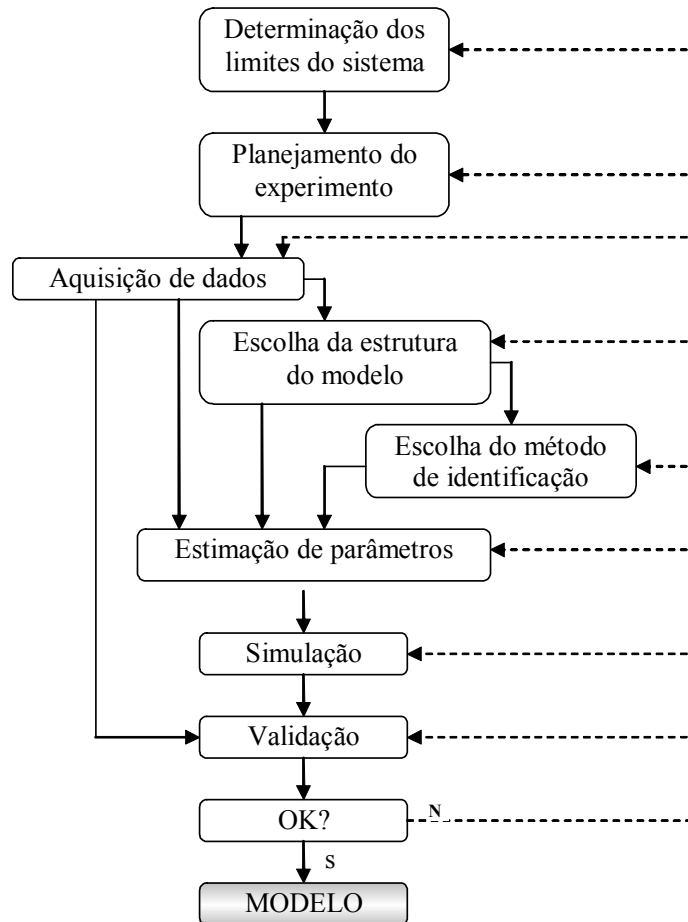 Determinação dos
limites do sistema
Planejamento do
experimento
Aquisição de dados
Escolha da estrutura
do modelo
Escolha do método
de identificação
Estimação de parâmetros
Simulação
Validação
OK?
N
S
MODELO